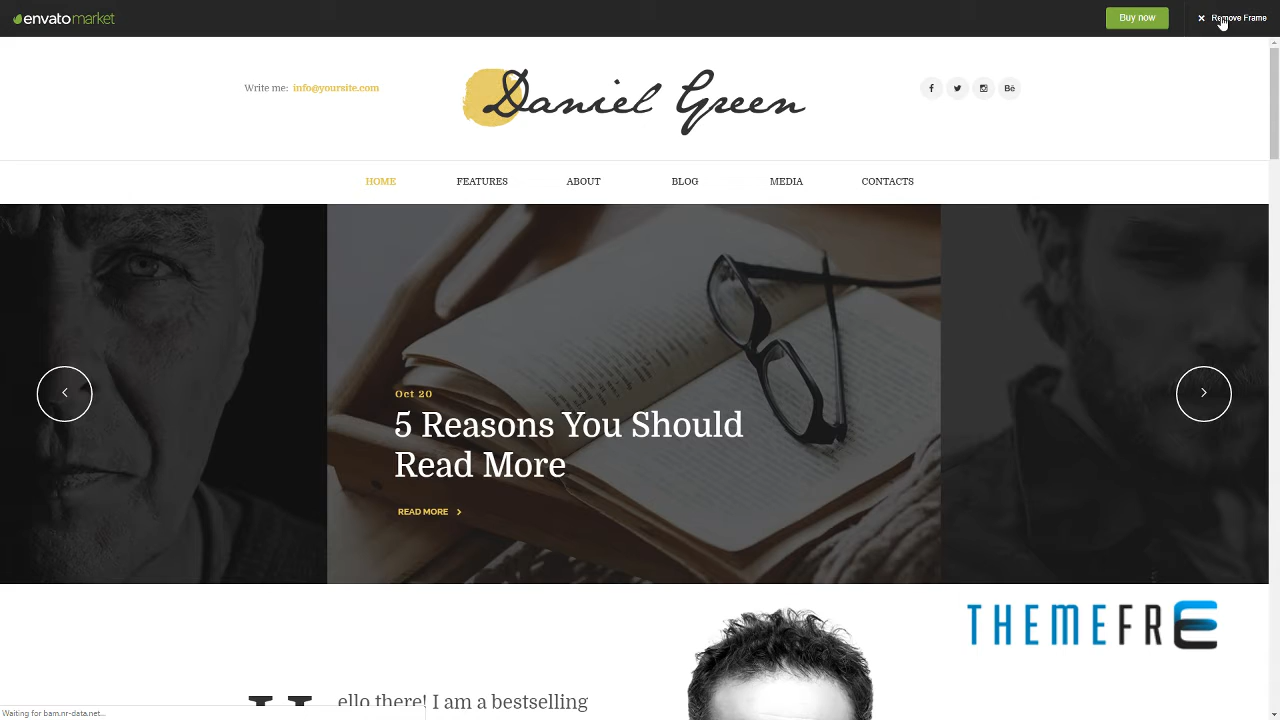 envato market
Buy now
× Remove Frame
Write me: info@yoursite.com
Daniel Green
Bē
HOME FEATURES ABOUT BLOG MEDIA CONTACTS
Oct 20
5 Reasons You Should
Read More
READ MORE
THEMEFRE
ello there! I am a bestselling
Waiting for bam.nr-data.net...